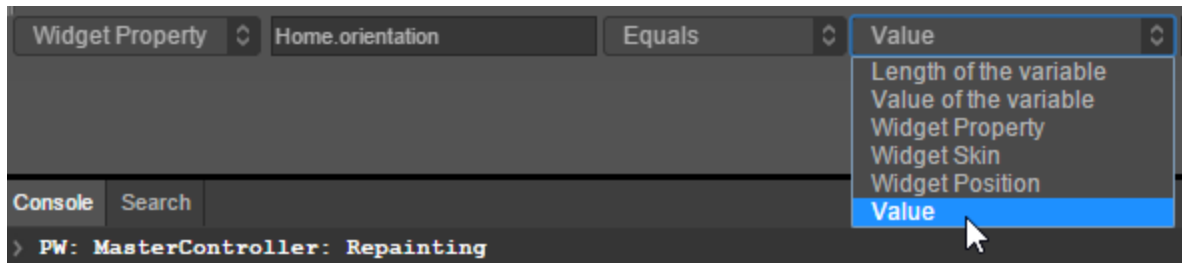 Widget Property Home.orientation Equals Value
Length of the variable
Value of the variable
Widget Property
Widget Skin
Widget Position
Value
Console Search
> PW: MasterController: Repainting